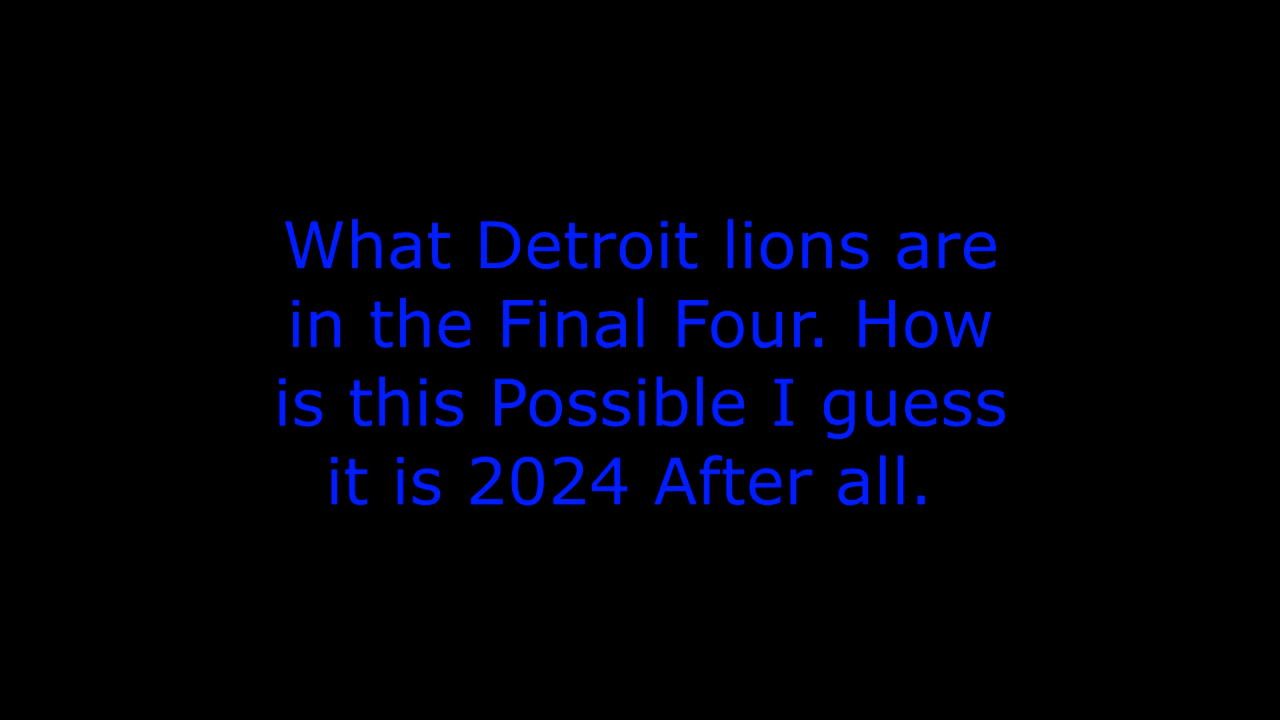 What Detroit lions are
in the Final Four. How
is this Possible I guess
it is 2024 After all.